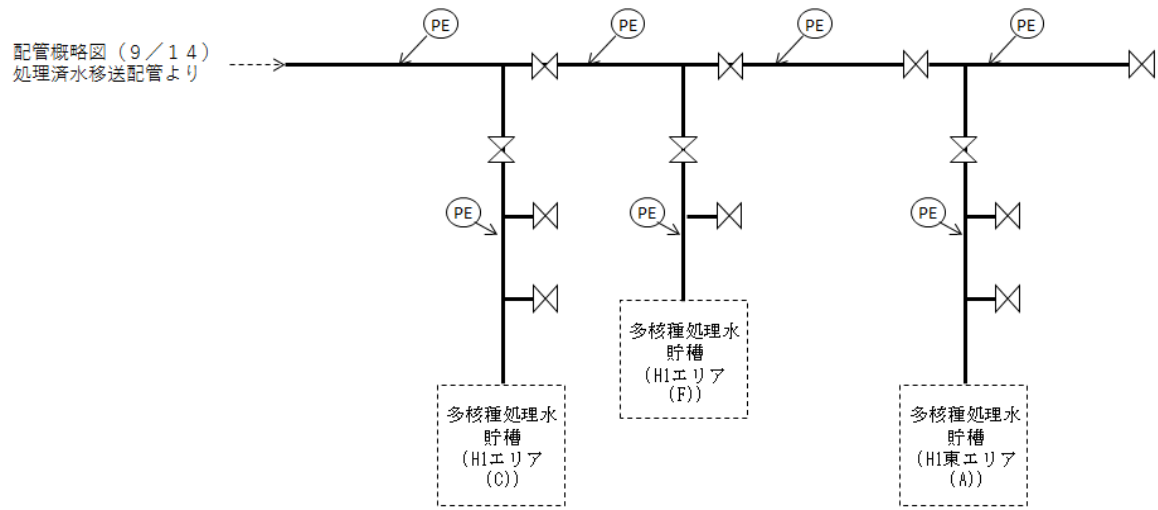 PE
PE
PE
PE
配管概略図（９／１４）
処理済水移送配管より
PE
PE
PE
多核種処理水
貯槽
(H1エリア
(F))
多核種処理水
貯槽
(H1エリア
(C))
多核種処理水
貯槽
(H1東エリア
(A))